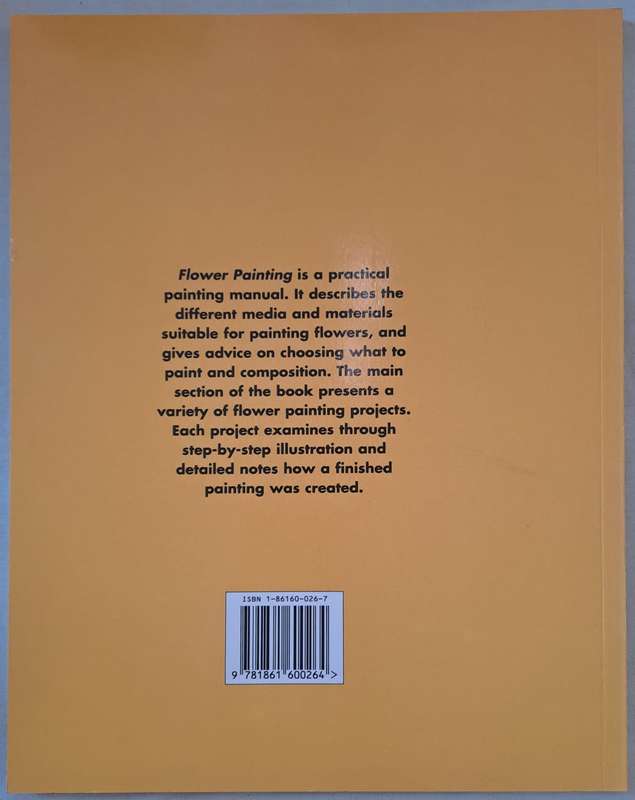 Flower Painting is a practical
painting manual. It describes the
different media and materials
suitable for painting flowers, and
gives advice on choosing what to
paint and composition. The main
section of the book presents a
variety of flower painting projects.
Each project examines through
step-by-step illustration and
detailed notes how a finished
painting was created.
ISBN 1-86160-026-7
9 781861 600264 >